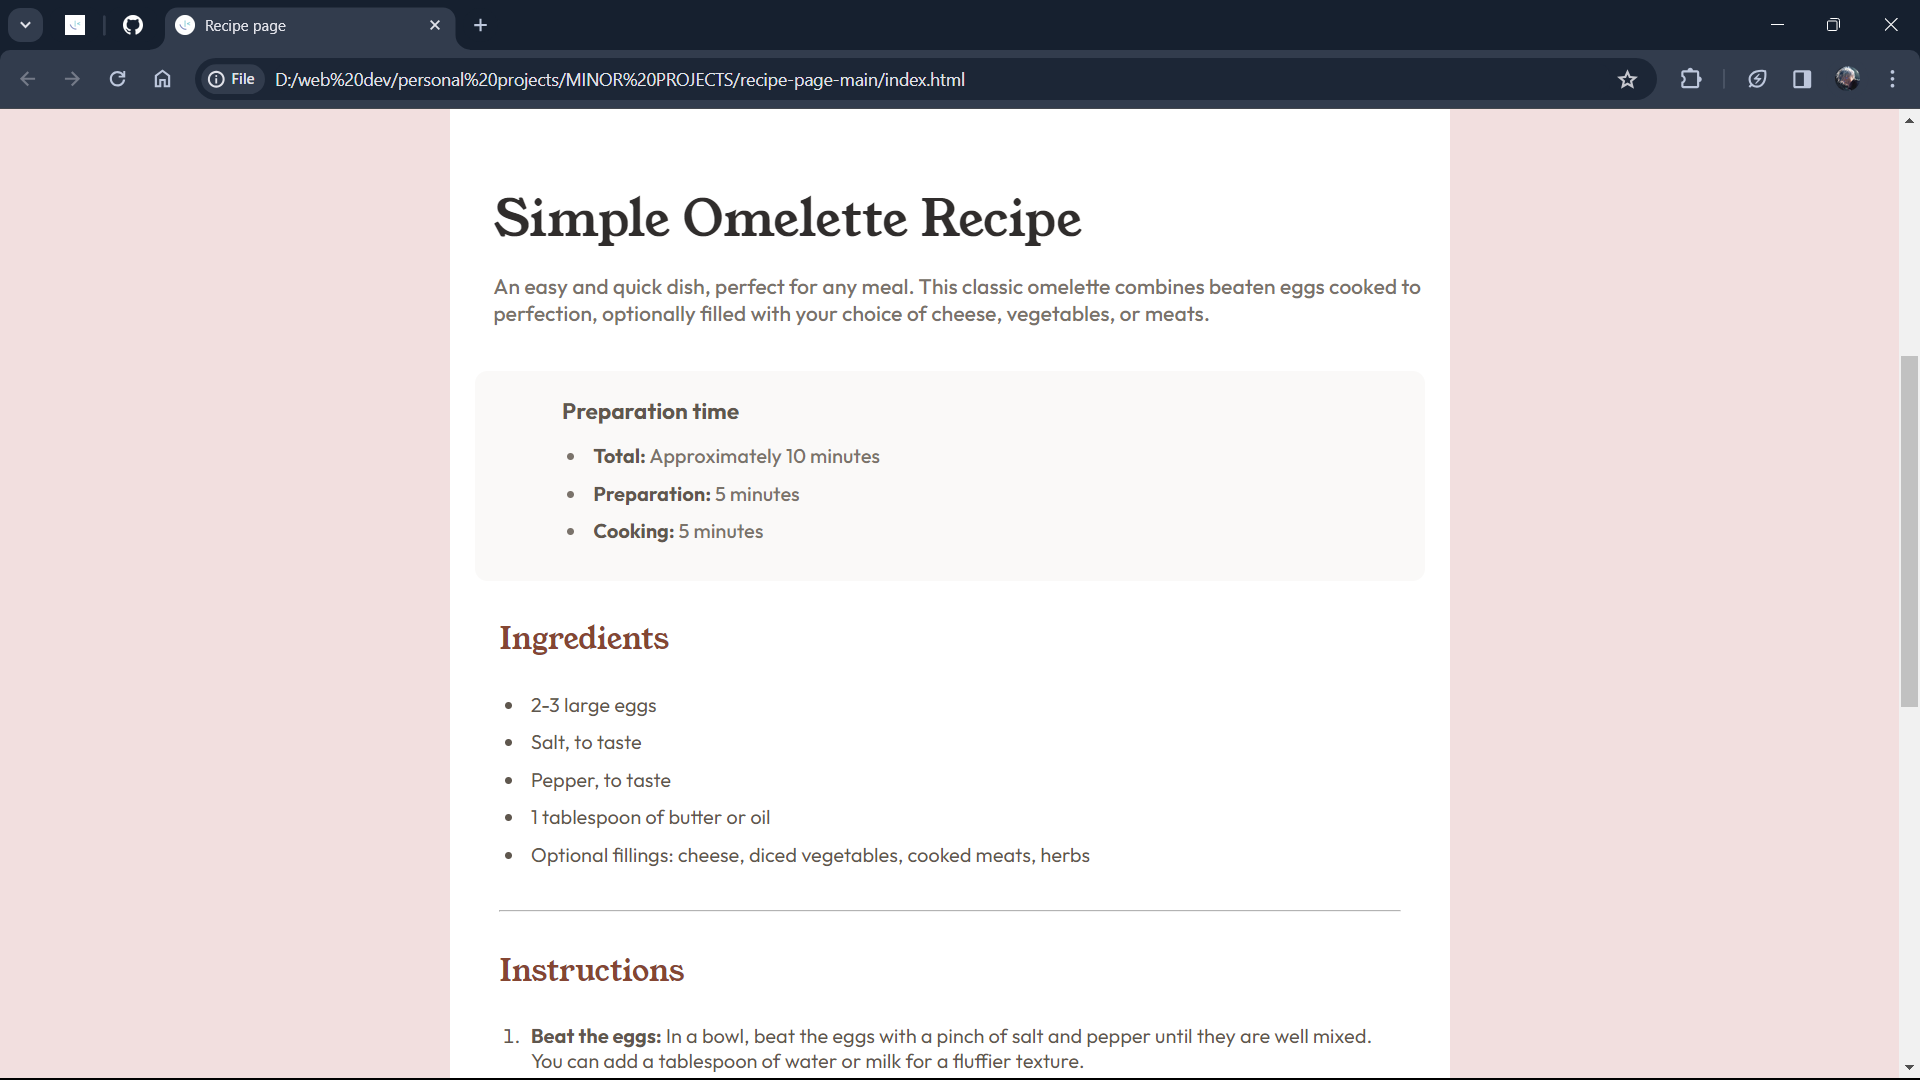 Recipe page
File
D:/web%20dev/personal%20projects/MINOR%20PROJECTS/recipe-page-main/index.html
Simple Omelette Recipe
An easy and quick dish, perfect for any meal. This classic omelette combines beaten eggs cooked to
perfection, optionally filled with your choice of cheese, vegetables, or meats.
Preparation time
• Total: Approximately 10 minutes
• Preparation: 5 minutes
• Cooking: 5 minutes
Ingredients
• 2-3 large eggs
• Salt, to taste
• Pepper, to taste
• 1 tablespoon of butter or oil
• Optional fillings: cheese, diced vegetables, cooked meats, herbs
Instructions
1. Beat the eggs: In a bowl, beat the eggs with a pinch of salt and pepper until they are well mixed.
You can add a tablespoon of water or milk for a fluffier texture.